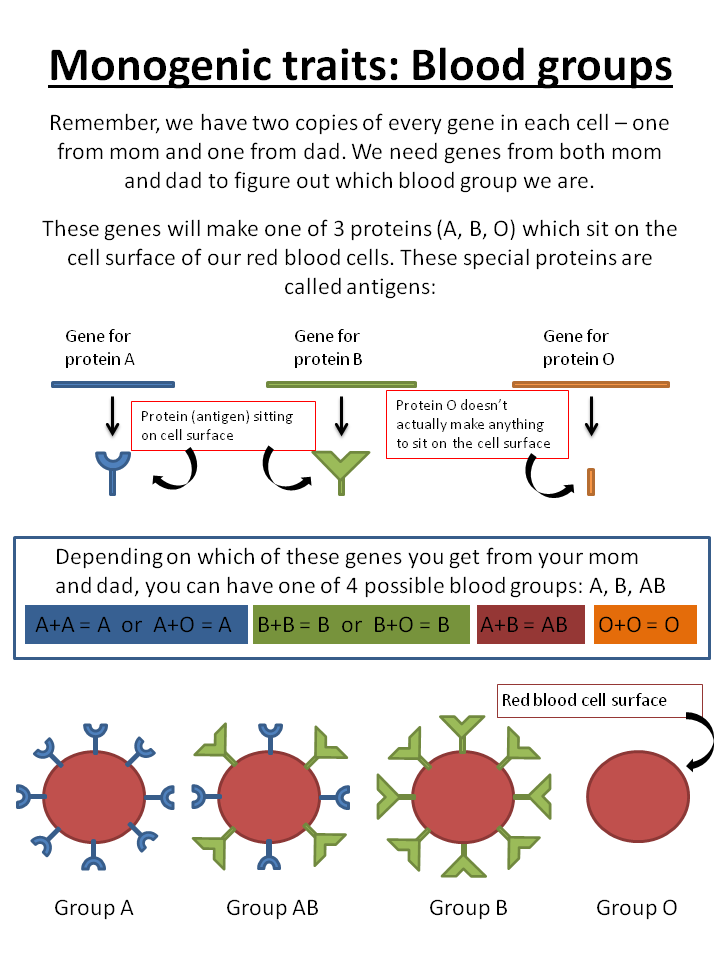 Monogenic traits: Blood groups
Remember, we have two copies of every gene in each cell – one
from mom and one from dad. We need genes from both mom
and dad to figure out which blood group we are.
These genes will make one of 3 proteins (A, B, O) which sit on the
cell surface of our red blood cells. These special proteins are
called antigens:
Gene for
protein A
Gene for
protein B
Gene for
protein O
Protein (antigen) sitting
on cell surface
Protein O doesn’t
actually make anything
to sit on the cell surface
Depending on which of these genes you get from your mom
and dad, you can have one of 4 possible blood groups: A, B, AB
A+A = A or A+O = A
B+B = B or B+O = B
A+B = AB
O+O = O
Red blood cell surface
Group A
Group AB
Group B
Group O